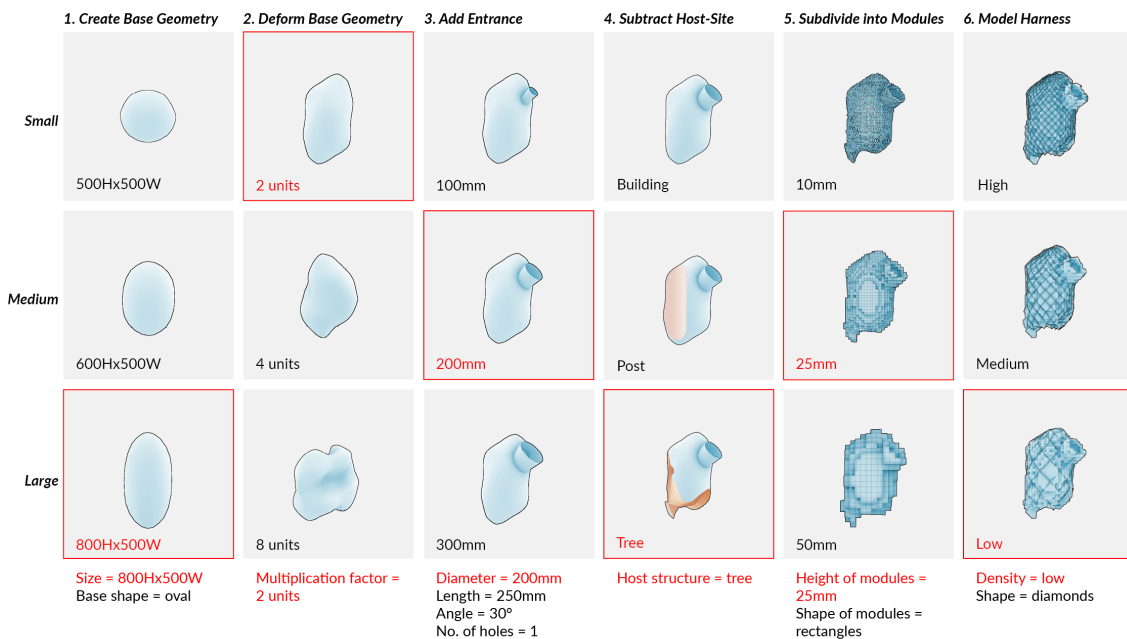 1. Create Base Geometry
2. Deform Base Geometry
3. Add Entrance
4. Subtract Host-Site
5. Subdivide into Modules
6. Model Harness
Small
500Hx500W
2 units
100mm
Building
10mm
High
Medium
600Hx500W
4 units
200mm
Post
25mm
Medium
Large
800Hx500W
8 units
300mm
Tree
50mm
Low
Size = 800Hx500W
Base shape = oval
Multiplication factor =
2 units
Diameter = 200mm
Length = 250mm
Angle = 30°
No. of holes = 1
Host structure = tree
Height of modules =
25mm
Shape of modules =
rectangles
Density = low
Shape = diamonds